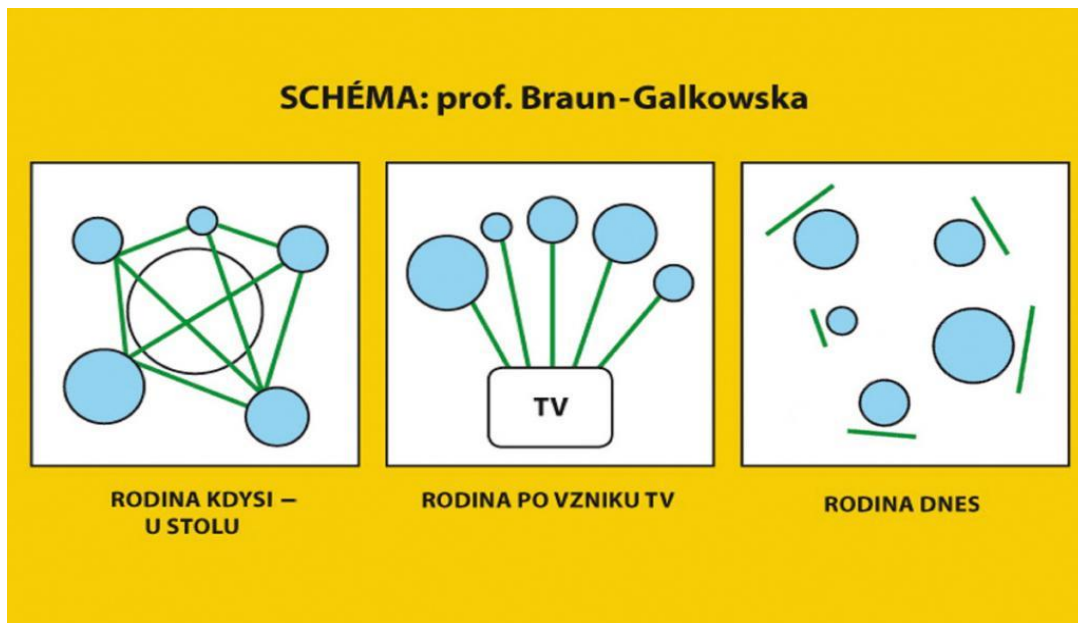 SCHÉMA: prof. Braun-Galkowska
TV
RODINA KDYSI –
U STOLU
RODINA PO VZNIKU TV
RODINA DNES